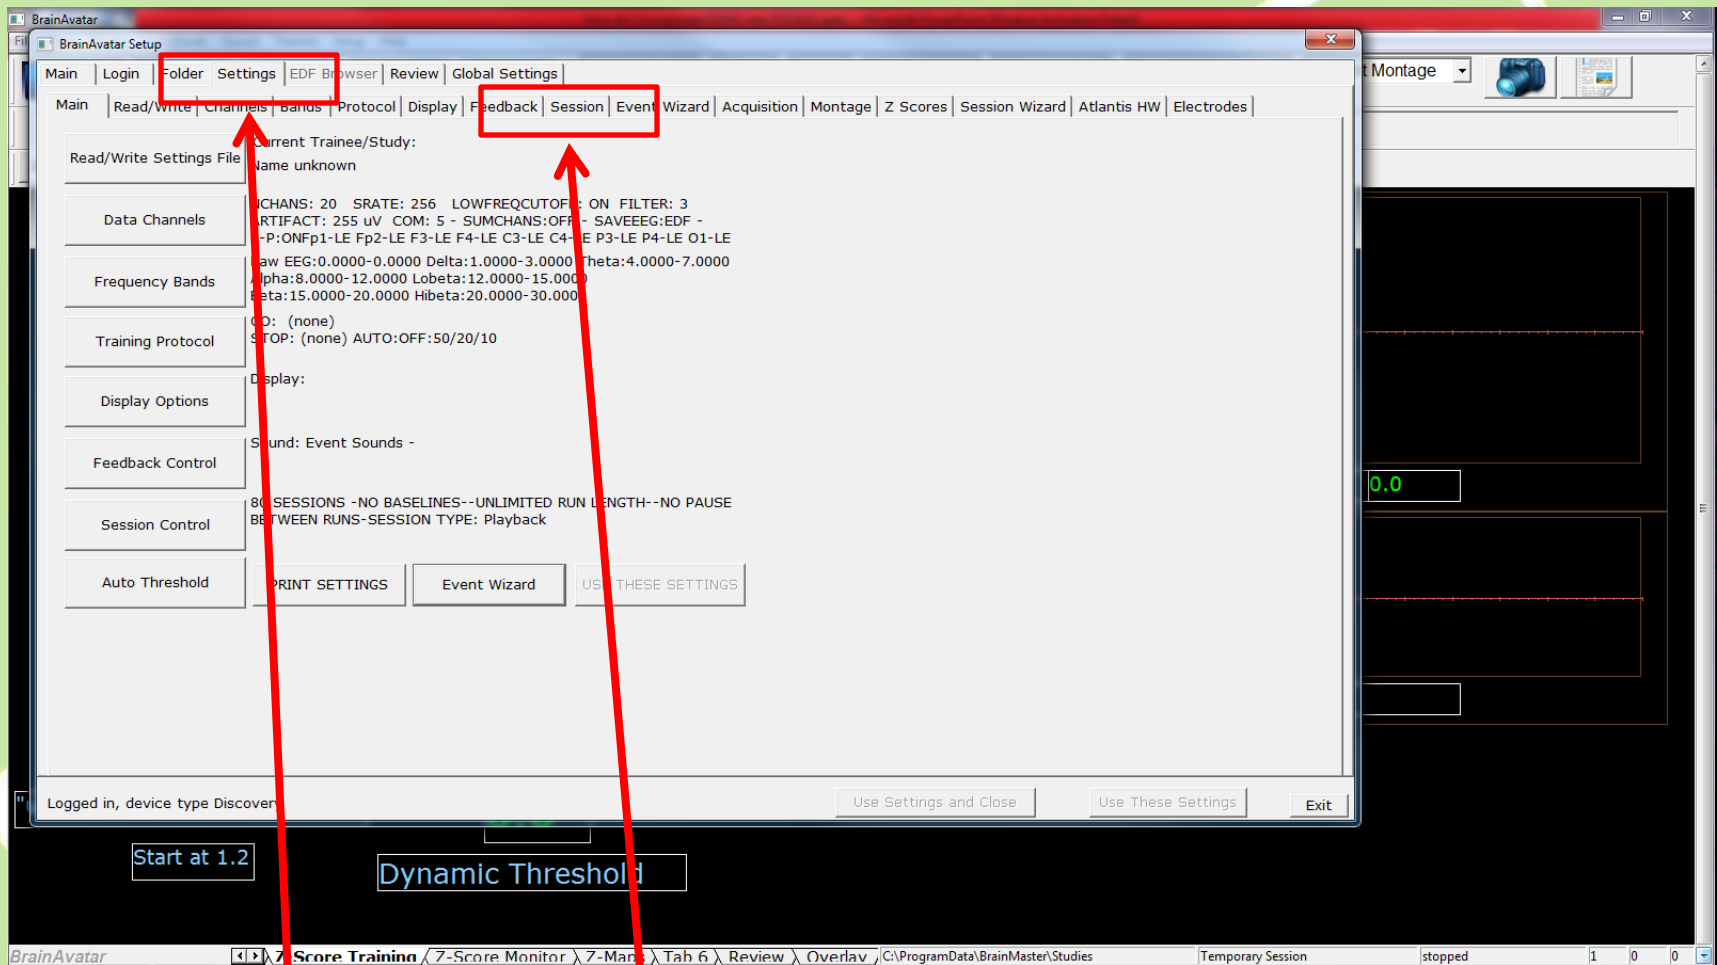 BrainAvatar
BrainAvatar Setup
Main Login Folder Settings EDF Browser Review Global Settings
t Montage
Main Read/Write Channels Bands Protocol Display Feedback Session Event Wizard Acquisition Montage Z Scores Session Wizard Atlantis HW Electrodes
Read/Write Settings File
Current Trainee/Study:
Name unknown
Data Channels
NCHANS: 20 SRATE: 256 LOWFREQCUTOFF: ON FILTER: 3
ARTIFACT: 255 uV COM: 5 - SUMCHANS:OFF - SAVEEEG:EDF -
-P:ONFp1-LE Fp2-LE F3-LE F4-LE C3-LE C4-LE P3-LE P4-LE O1-LE
Frequency Bands
Raw EEG:0.0000-0.0000 Delta:1.0000-3.0000 Theta:4.0000-7.0000
Alpha:8.0000-12.0000 Lobeta:12.0000-15.0000
Beta:15.0000-20.0000 Hibeta:20.0000-30.000
Training Protocol
GO: (none)
STOP: (none) AUTO:OFF:50/20/10
Display Options
Display:
Feedback Control
Sound: Event Sounds -
0.0
Session Control
80 SESSIONS -NO BASELINES--UNLIMITED RUN LENGTH--NO PAUSE
BETWEEN RUNS-SESSION TYPE: Playback
Auto Threshold
PRINT SETTINGS
Event Wizard
USE THESE SETTINGS
Logged in, device type Discovery
Use Settings and Close
Use These Settings
Exit
Start at 1.2
Dynamic Threshold
BrainAvatar
Z-Score Training Z-Score Monitor Z-Maps Tab 6 Review Overlay C:\ProgramData\BrainMaster\Studies Temporary Session stopped 1 0 0